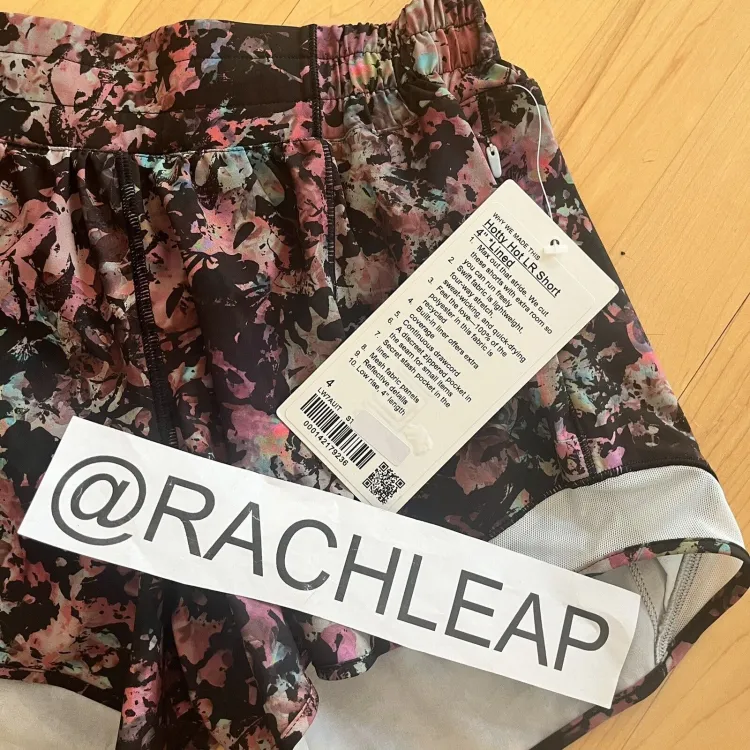 WHY WE MADE THIS
Hotty Hot LR Short
4" *Lined
1. Max out that stride. We cut
these shorts with extra room so
you can run freely
2. Swift fabric is lightweight,
four-way stretch,
sweat-wicking, and quick-drying
3. Feel the love—100% of the
polyester in this fabric is
recycled
4. Built-in liner offers extra
coverage
5. Continuous drawcord
6. A discreet zippered pocket in
the seam for small items
7. Secret stash pocket in the
liner
8. Mesh fabric panels
9. Reflective details
10. Low rise, 4" length
4
LW7AUIT S1
000142179236
@RACHLEAP